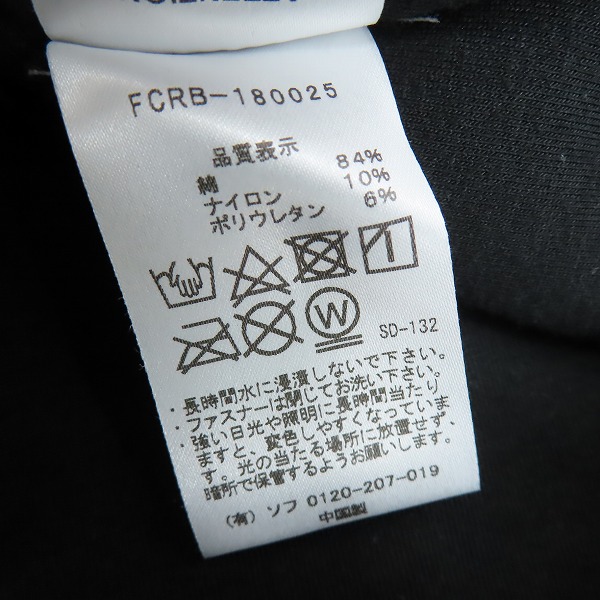 FCRB-180025
品質表示
綿 84%
ナイロン 10%
ポリウレタン 6%
W
SD-132
・長時間水に浸漬しないで下さい。
・ファスナーは閉じてお洗い下さい。
・強い日光や照明に長時間当たり
ますと、変色しやすくなっていま
す。光の当たる場所に放置せず、
暗所で保管するようお願いします。
(有)ソフ 0120-207-019
中国製